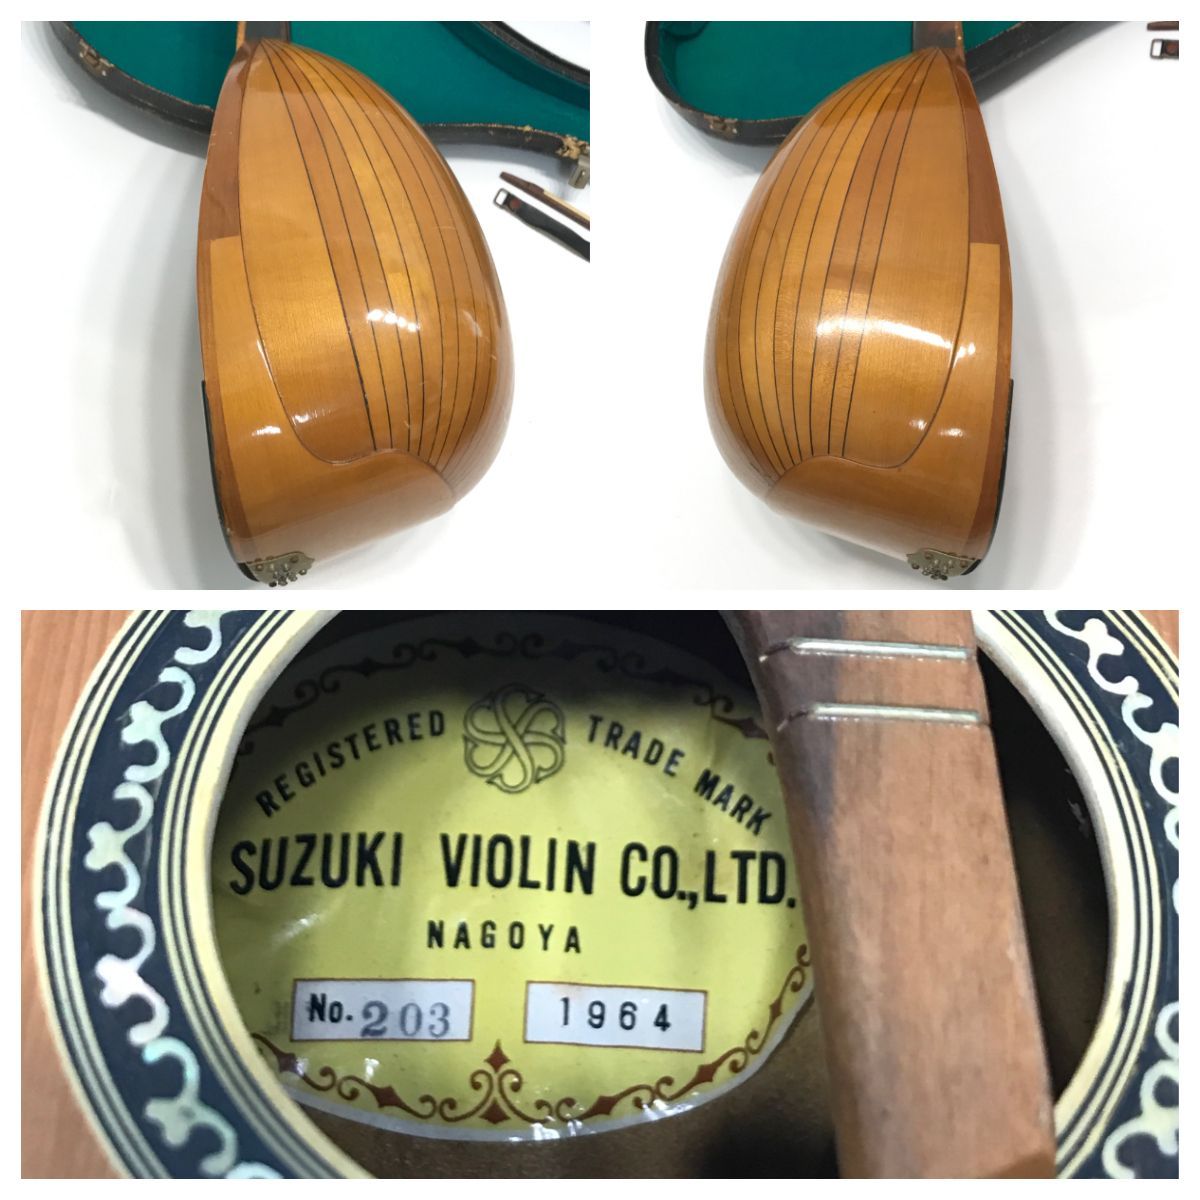 REGISTERED TRADE MARK
SUZUKI VIOLIN CO.,LTD.
NAGOYA
No. 203 1964